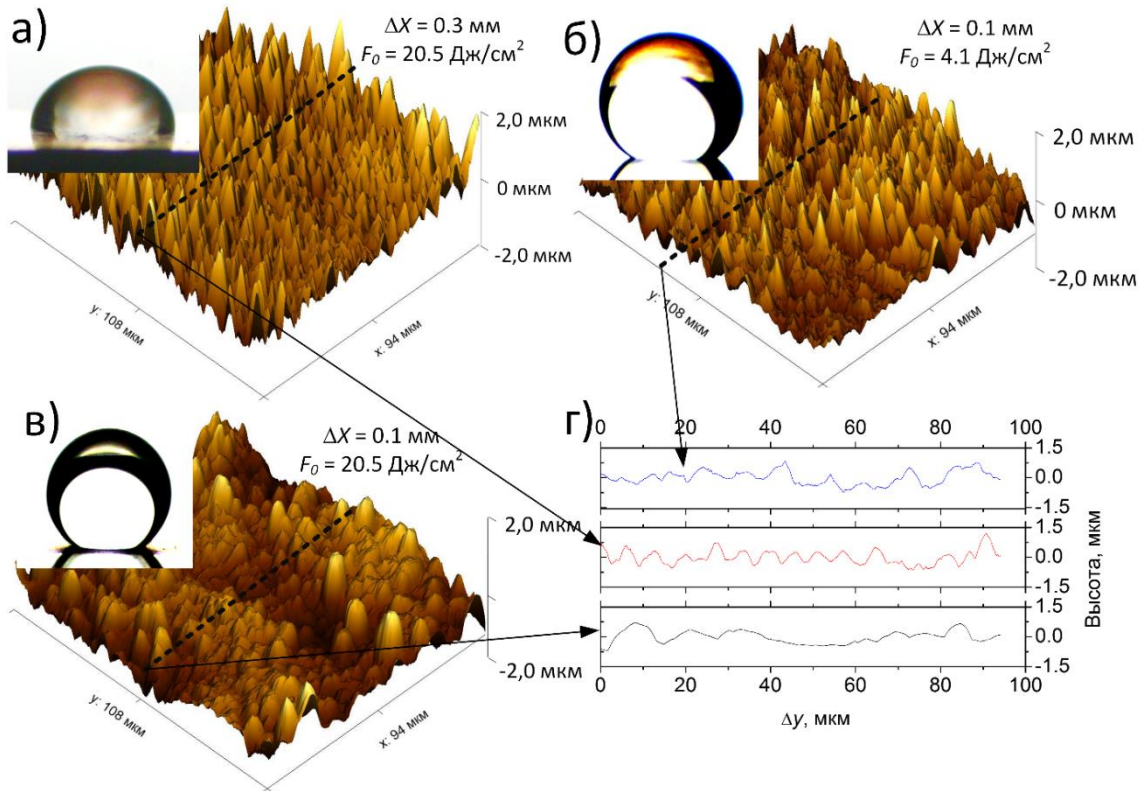 а)
ΔX = 0.3 мм
F₀ = 20.5 Дж/см²
2,0 мкм
0 мкм
-2,0 мкм
y: 108 мкм
x: 94 мкм
б)
ΔX = 0.1 мм
F₀ = 4.1 Дж/см²
2,0 мкм
0 мкм
-2,0 мкм
y: 108 мкм
x: 94 мкм
в)
ΔX = 0.1 мм
F₀ = 20.5 Дж/см²
2,0 мкм
-2,0 мкм
y: 108 мкм
x: 94 мкм
г)
0 20 40 60 80 100
1.5
0.0
-1.5
1.5
0.0
-1.5
1.5
0.0
-1.5
Высота, мкм
0 20 40 60 80 100
Δy, мкм